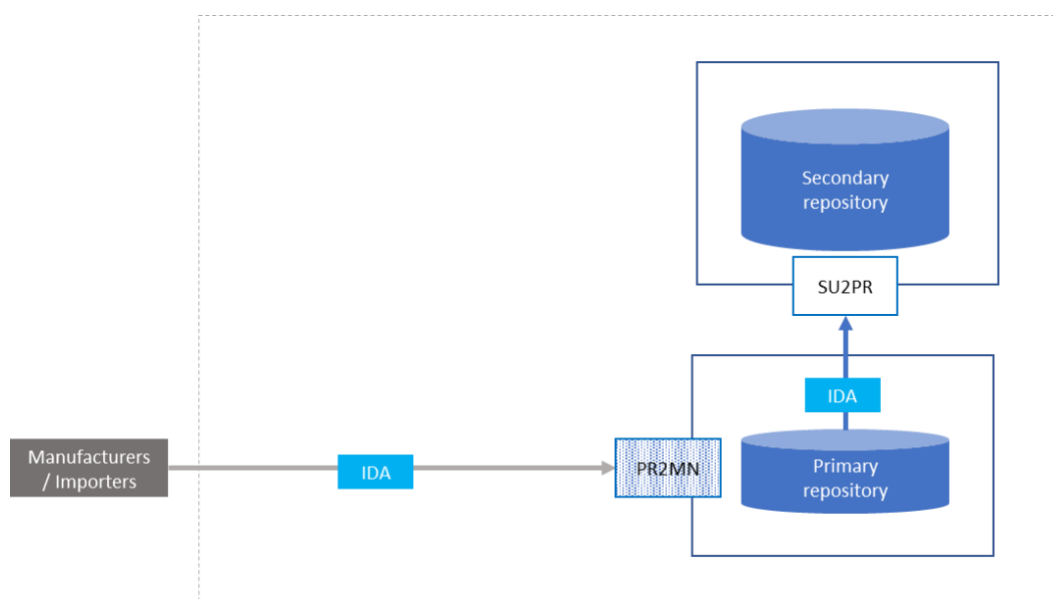 Secondary
repository
SU2PR
IDA
Manufacturers
/ Importers
IDA
PR2MN
Primary
repository